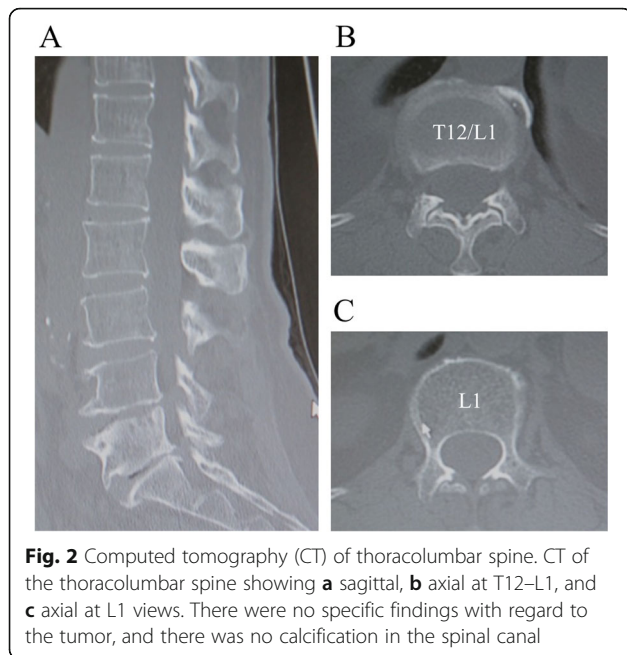 A
B
T12/L1
C
L1
Fig. 2 Computed tomography (CT) of thoracolumbar spine. CT of
the thoracolumbar spine showing a sagittal, b axial at T12–L1, and
c axial at L1 views. There were no specific findings with regard to
the tumor, and there was no calcification in the spinal canal